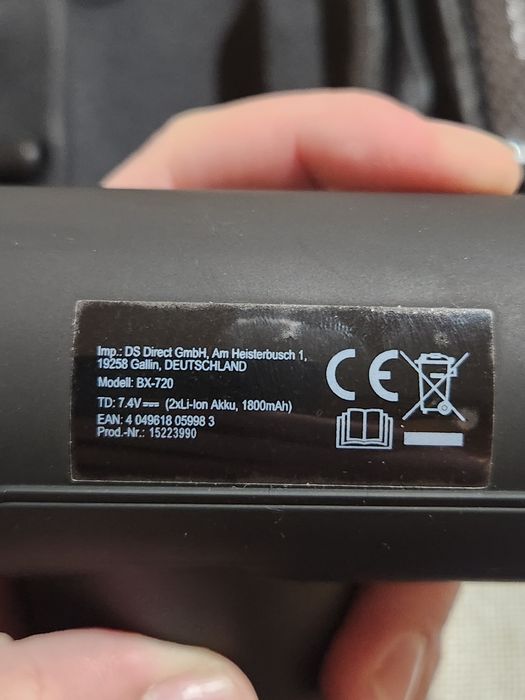 Imp.: DS Direct GmbH, Am Heisterbusch 1,
19258 Gallin, DEUTSCHLAND
Modell: BX-720
TD: 7.4V⎓ (2xLi-Ion Akku, 1800mAh)
EAN: 4 049618 05998 3
Prod.-Nr.: 15223990
CE